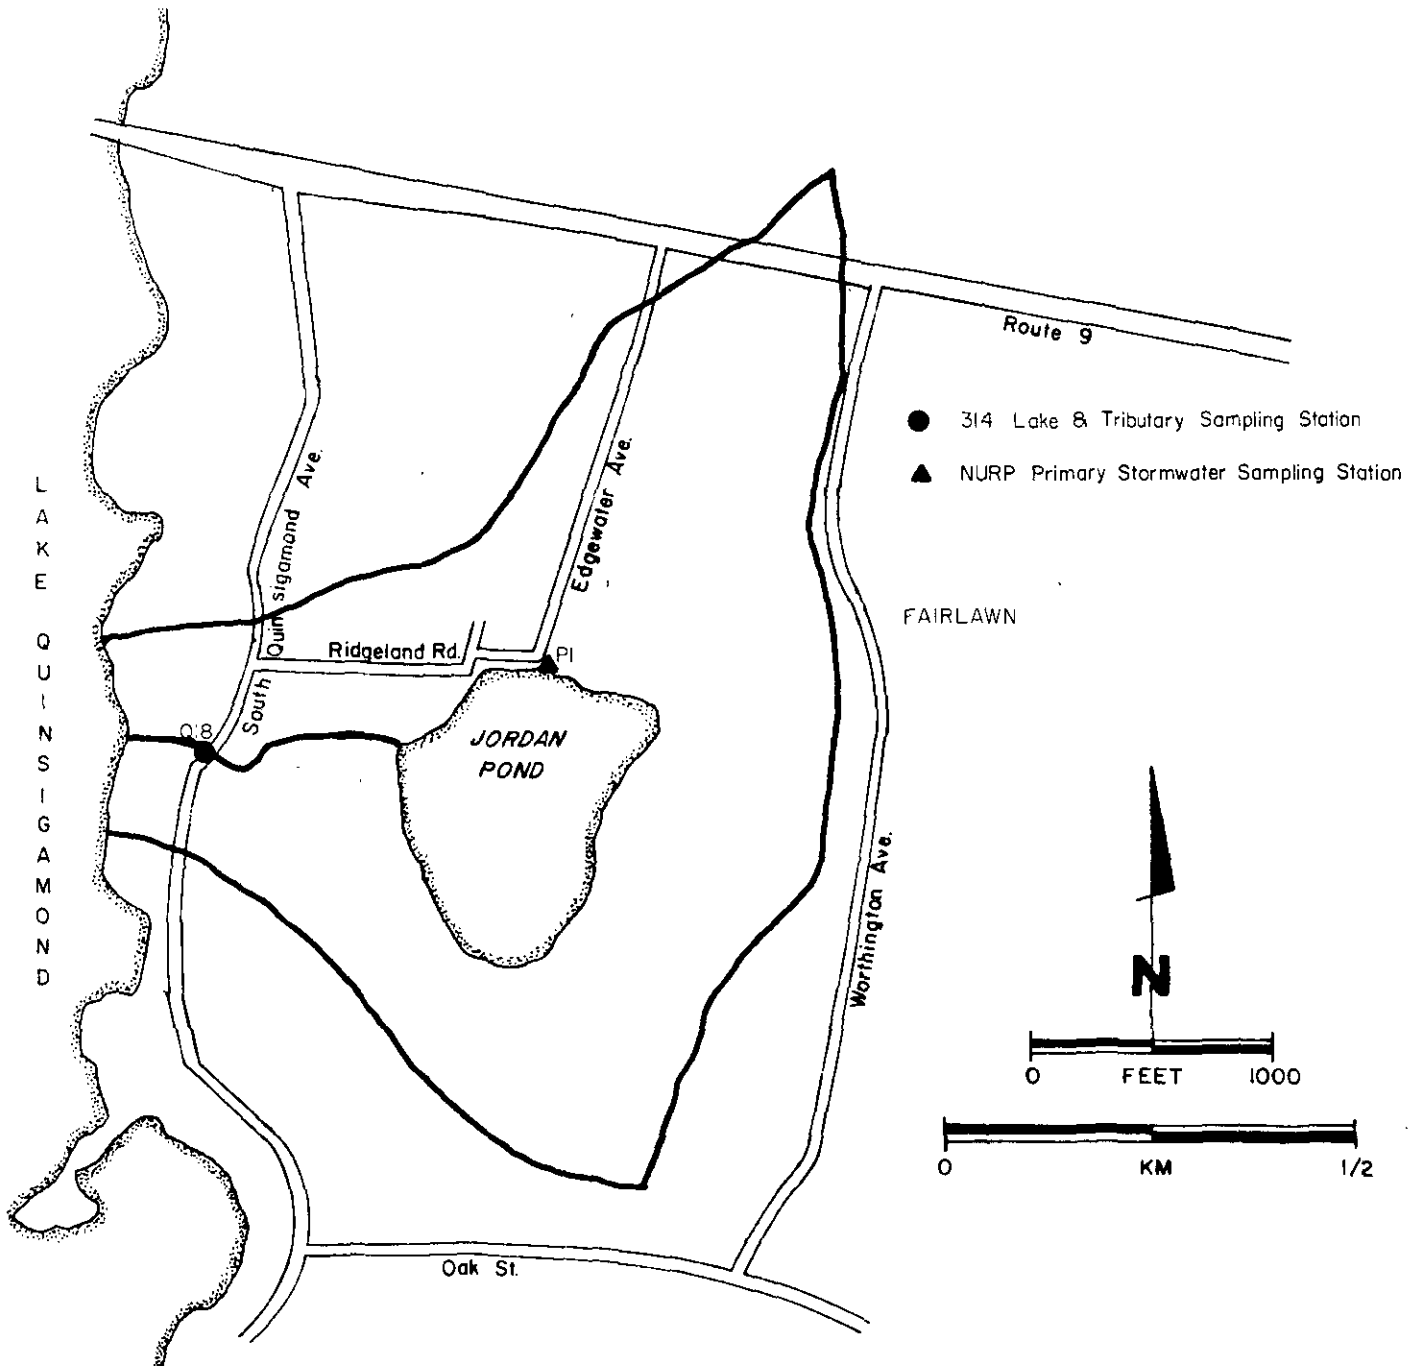 Route 9
314 Lake & Tributary Sampling Station
NURP Primary Stormwater Sampling Station
LAKE QUINSIGAMOND
South Quinsigamond Ave.
Edgewater Ave.
FAIRLAWN
Ridgeland Rd.
P1
Q18
JORDAN
POND
Worthington Ave.
N
0 FEET 1000
0 KM 1/2
Oak St.